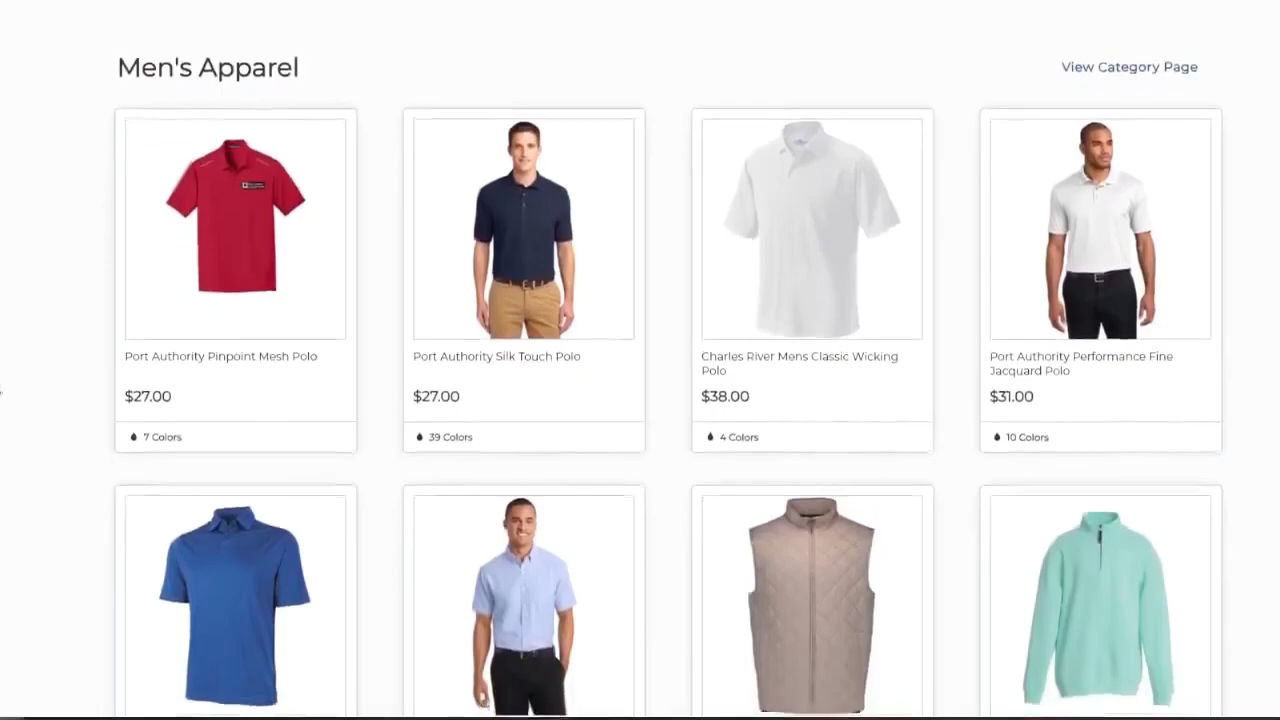 Men's Apparel
View Category Page
Port Authority Pinpoint Mesh Polo
$27.00
7 Colors
Port Authority Silk Touch Polo
$27.00
39 Colors
Charles River Mens Classic Wicking
Polo
$38.00
4 Colors
Port Authority Performance Fine
Jacquard Polo
$31.00
10 Colors